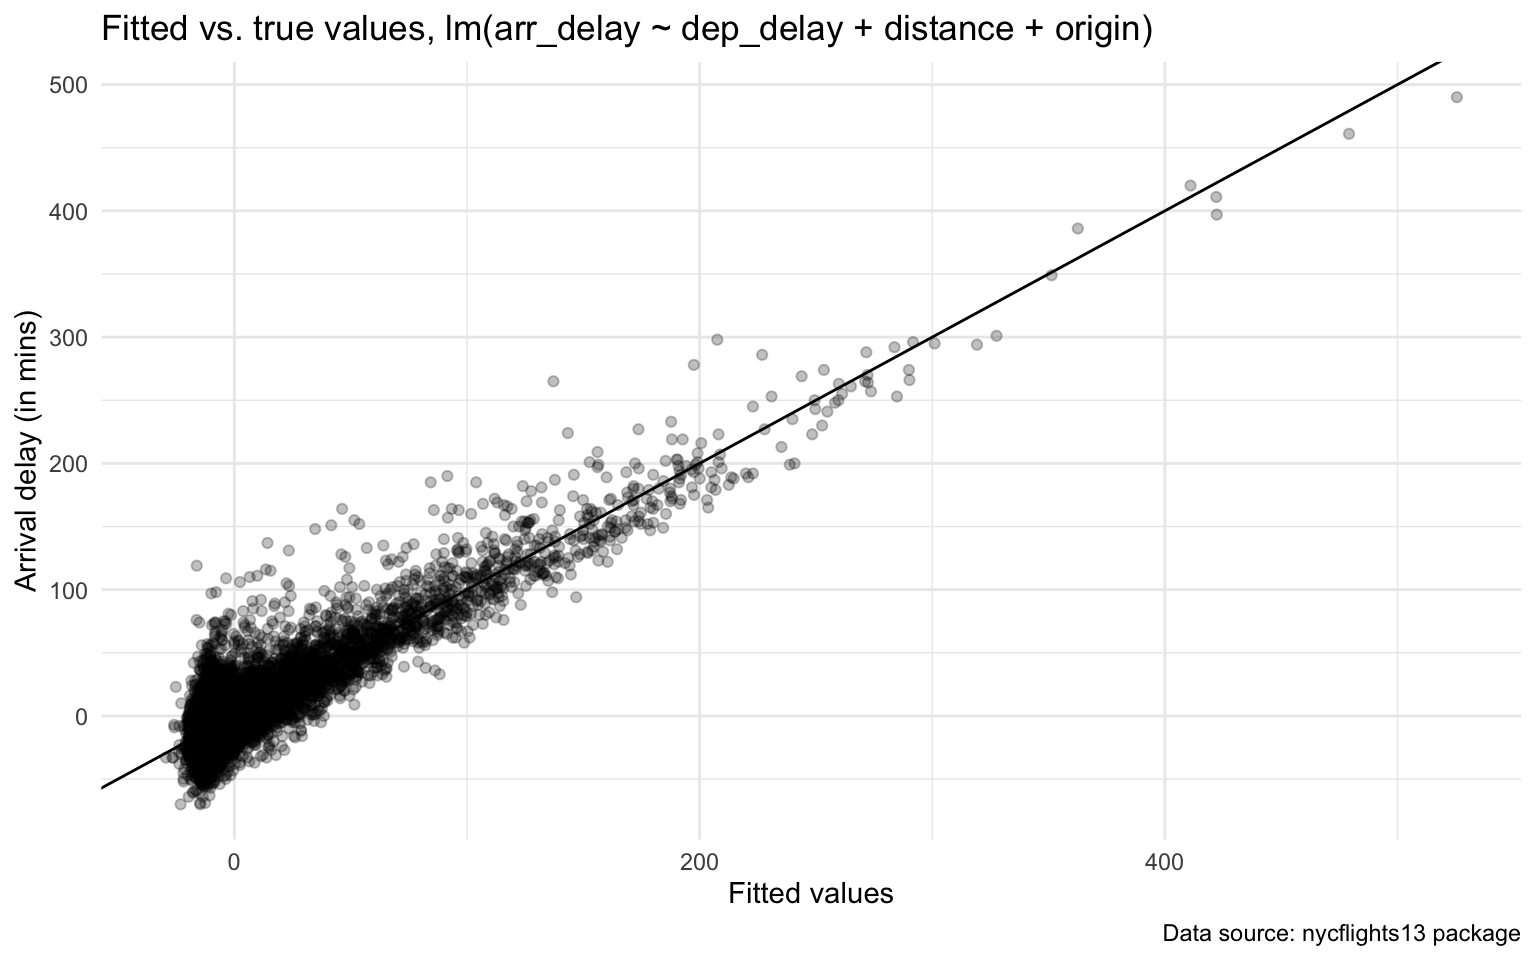 Fitted vs. true values, lm(arr_delay ~ dep_delay + distance + origin)
500
400
300
200
100
0
Arrival delay (in mins)
0 200 400
Fitted values
Data source: nycflights13 package